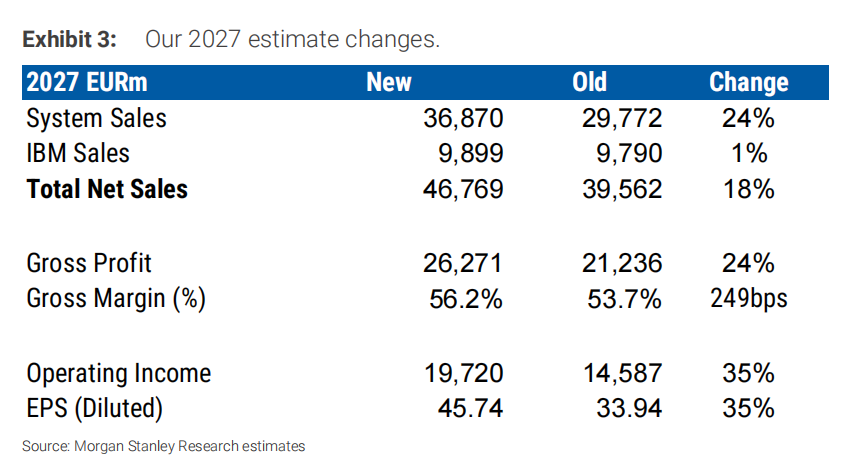 Exhibit 3: Our 2027 estimate changes.
2027 EURm New Old Change
System Sales 36,870 29,772 24%
IBM Sales 9,899 9,790 1%
Total Net Sales 46,769 39,562 18%
Gross Profit 26,271 21,236 24%
Gross Margin (%) 56.2% 53.7% 249bps
Operating Income 19,720 14,587 35%
EPS (Diluted) 45.74 33.94 35%
Source: Morgan Stanley Research estimates